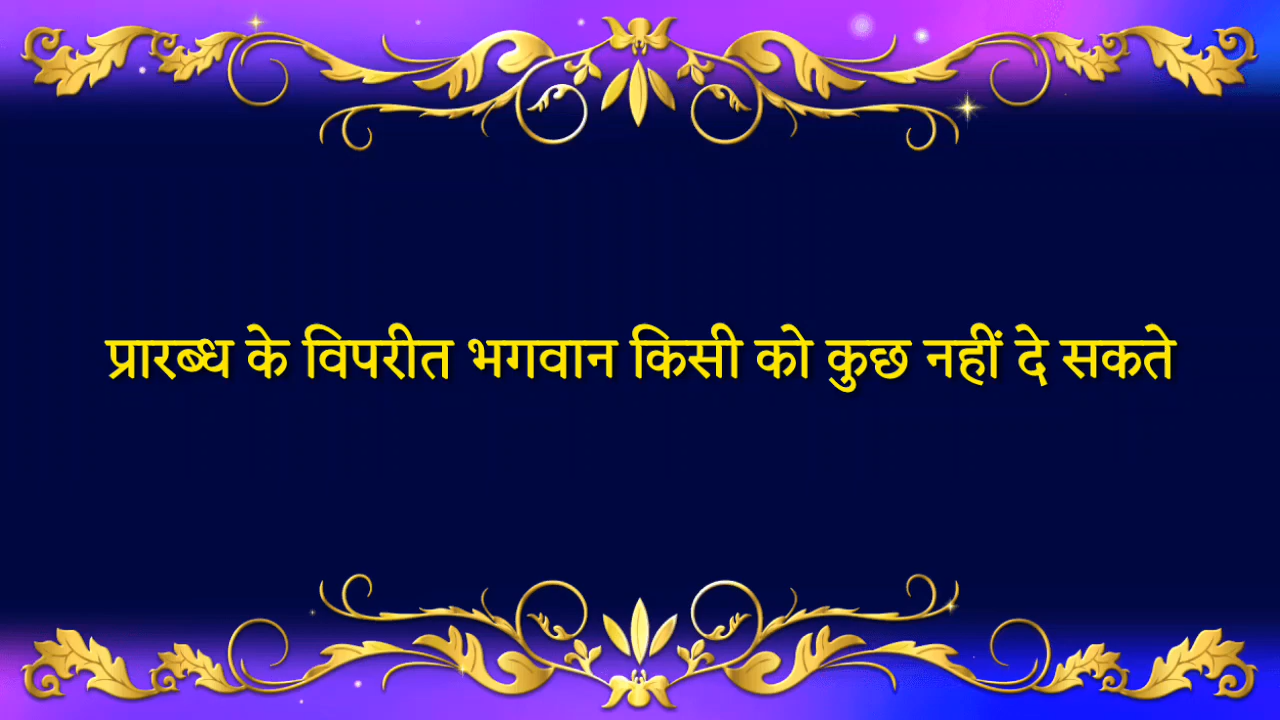 प्रारब्ध के विपरीत भगवान किसी को कुछ नहीं दे सकते